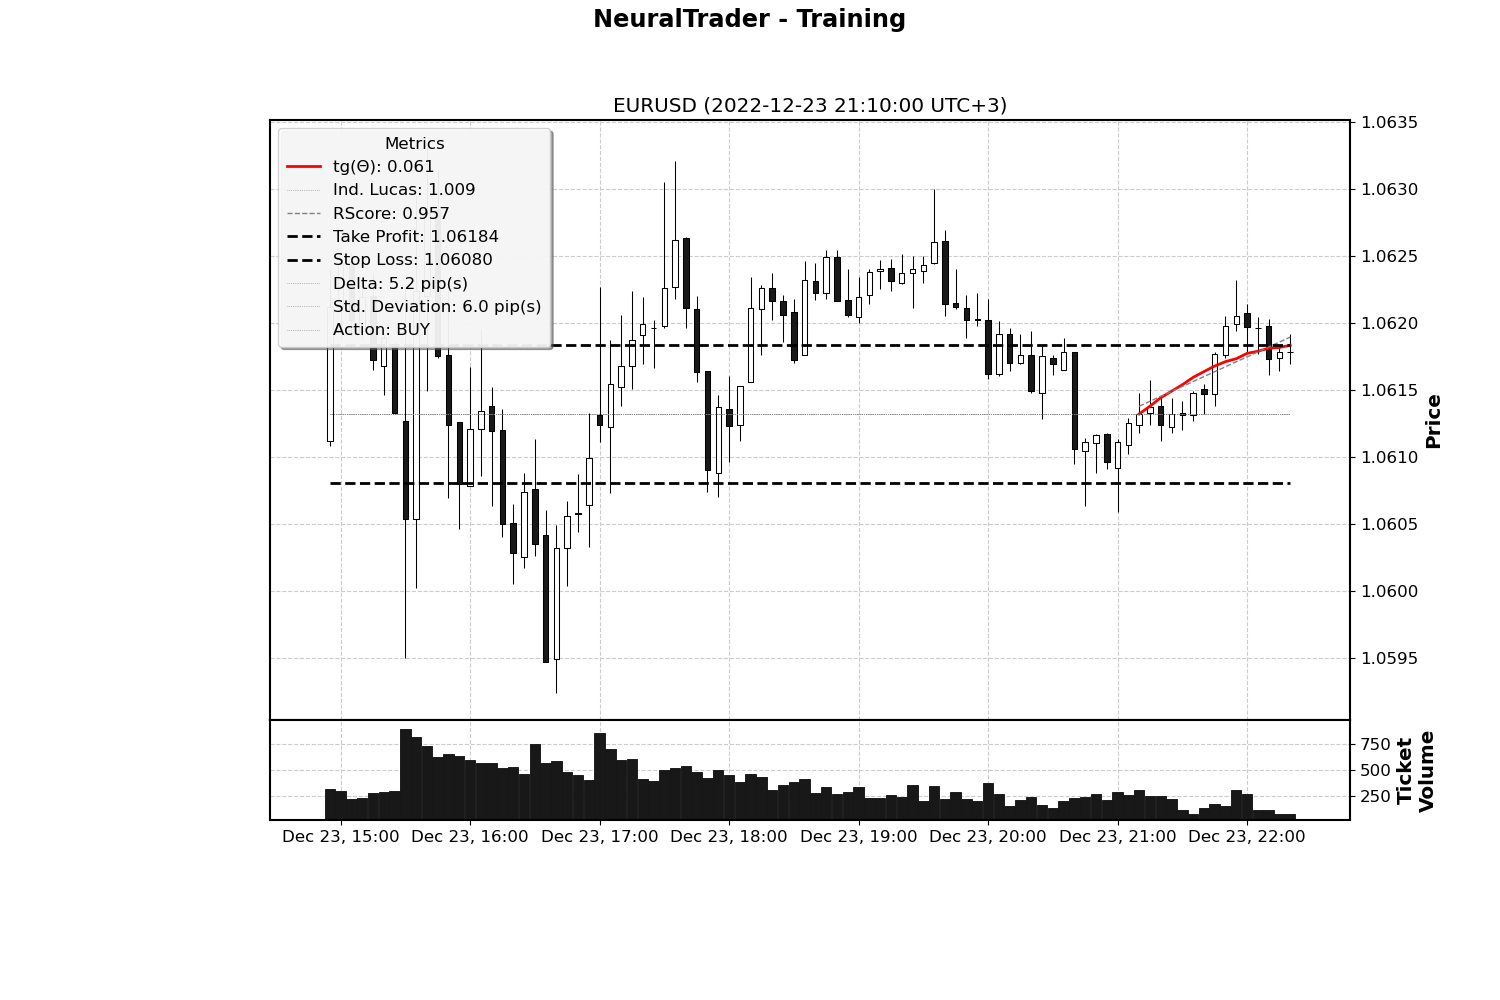 NeuralTrader - Training
EURUSD (2022-12-23 21:10:00 UTC+3)
Metrics
tg(Θ): 0.061
Ind. Lucas: 1.009
RScore: 0.957
Take Profit: 1.06184
Stop Loss: 1.06080
Delta: 5.2 pip(s)
Std. Deviation: 6.0 pip(s)
Action: BUY
1.0635
1.0630
1.0625
1.0620
1.0615
1.0610
1.0605
1.0600
1.0595
Price
750
500
250
Ticket
Volume
Dec 23, 15:00 Dec 23, 16:00 Dec 23, 17:00 Dec 23, 18:00 Dec 23, 19:00 Dec 23, 20:00 Dec 23, 21:00 Dec 23, 22:00